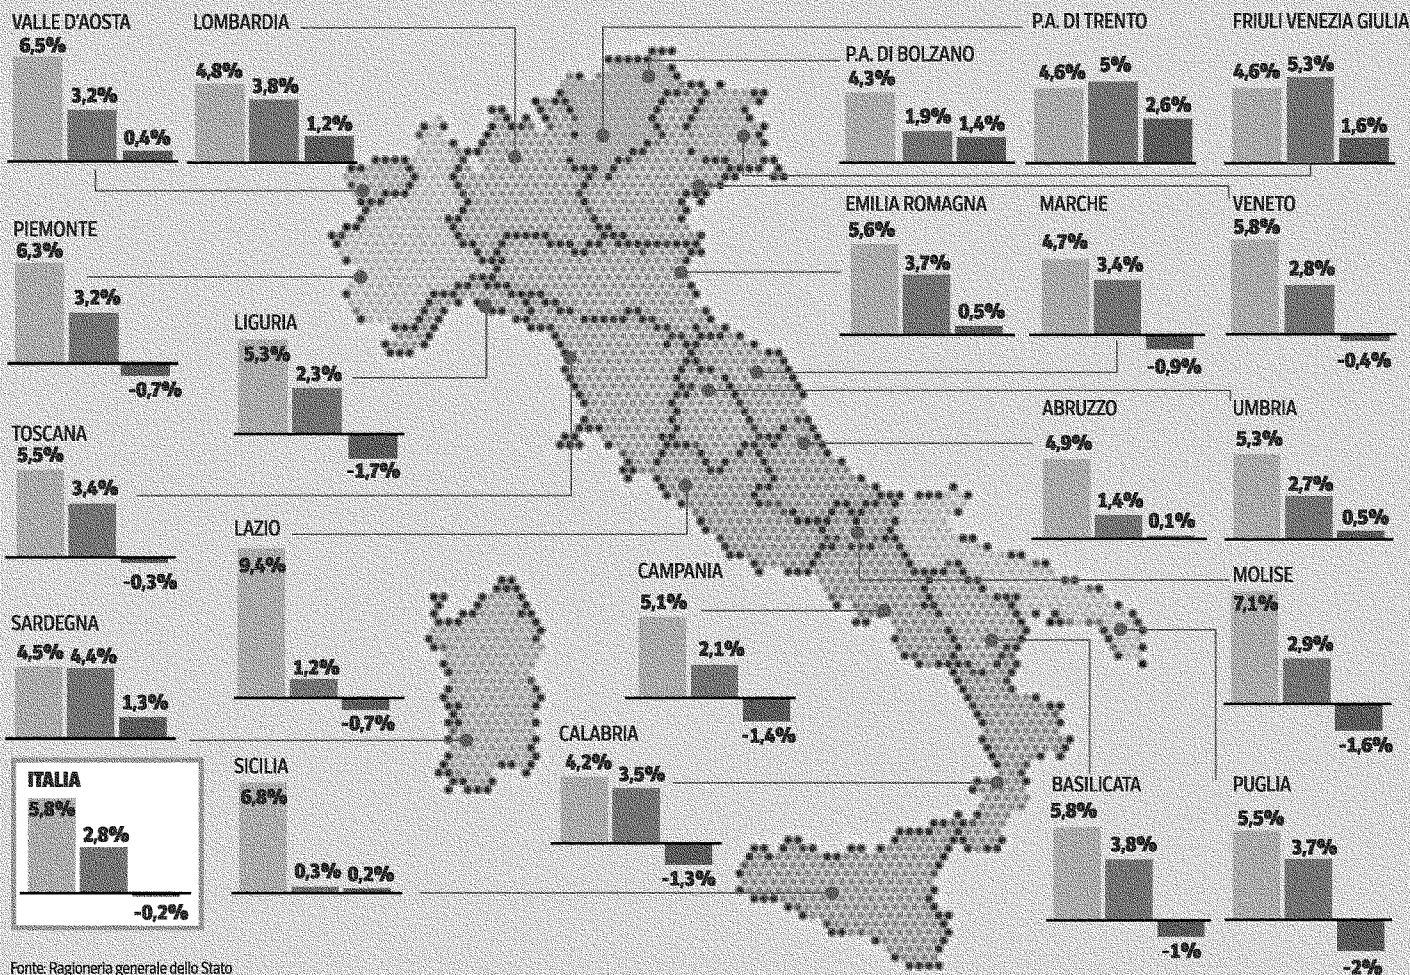 VALLE D'AOSTA
6,5%
3,2%
0,4%
LOMBARDIA
4,8%
3,8%
1,2%
P.A. DI BOLZANO
4,3%
1,9%
1,4%
P.A. DI TRENTO
4,6%
5%
2,6%
FRIULI VENEZIA GIULIA
4,6%
5,3%
1,6%
PIEMONTE
6,3%
3,2%
-0,7%
LIGURIA
5,3%
2,3%
-1,7%
EMILIA ROMAGNA
5,6%
3,7%
0,5%
MARCHE
4,7%
3,4%
-0,9%
VENETO
5,8%
2,8%
-0,4%
TOSCANA
5,5%
3,4%
-0,3%
LAZIO
9,4%
1,2%
-0,7%
ABRUZZO
4,9%
1,4%
0,1%
UMBRIA
5,3%
2,7%
0,5%
SARDEGNA
4,5%
4,4%
1,3%
CAMPANIA
5,1%
2,1%
-1,4%
MOLISE
7,1%
2,9%
-1,6%
ITALIA
5,8%
2,8%
-0,2%
SICILIA
6,8%
0,3%
0,2%
CALABRIA
4,2%
3,5%
-1,3%
BASILICATA
5,8%
3,8%
-1%
PUGLIA
5,5%
3,7%
-2%
Fonte: Ragioneria generale dello Stato